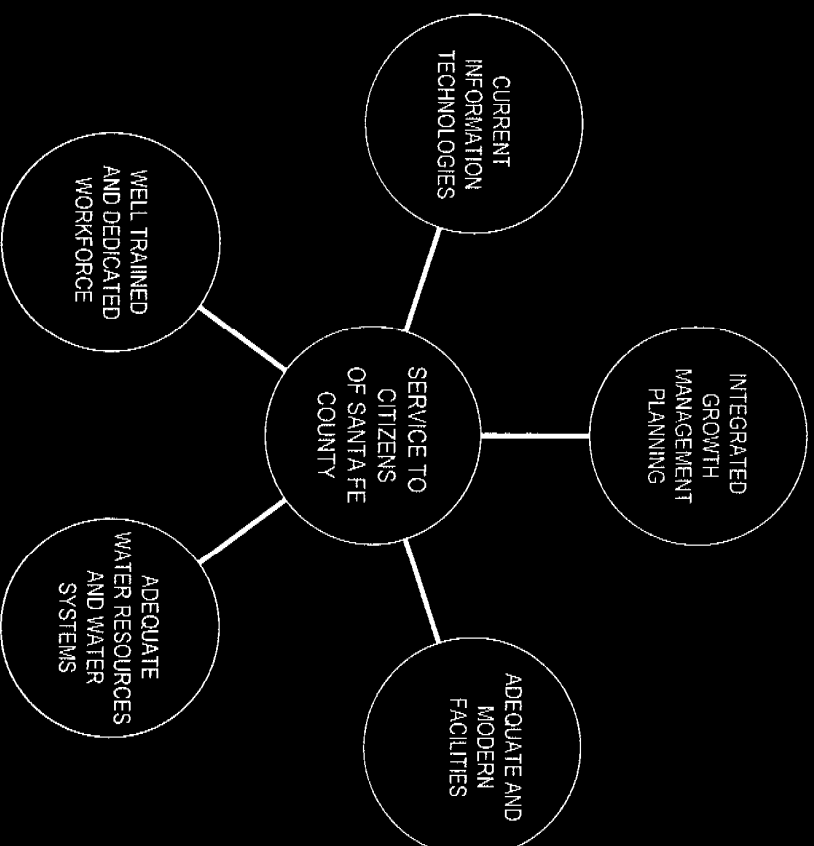 INTEGRATED
GROWTH
MANAGEMENT
PLANNING
CURRENT
INFORMATION
TECHNOLOGIES
ADEQUATE AND
MODERN
FACILITIES
SERVICE TO
CITIZENS
OF SANTA FE
COUNTY
WELL TRAINED
AND DEDICATED
WORKFORCE
ADEQUATE
WATER RESOURCES
AND WATER
SYSTEMS